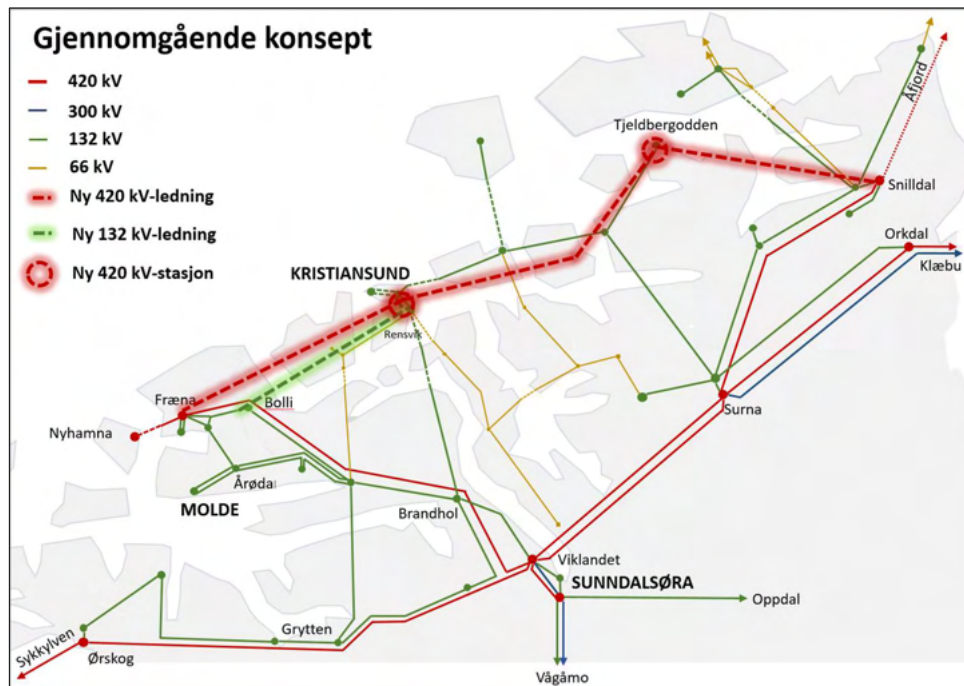 Gjennomgående konsept
420 kV
300 kV
132 kV
66 kV
Ny 420 kV-ledning
Ny 132 kV-ledning
Ny 420 kV-stasjon
Åfjord
Tjeldbergodden
Snilldal
Orkdal
Klæbu
KRISTIANSUND
Rensvik
Fræna
Bolli
Nyhamna
Surna
Årøda
MOLDE
Brandhol
Viklandet
SUNNDALSØRA
Oppdal
Grytten
Sykkylven
Ørskog
Vågåmo